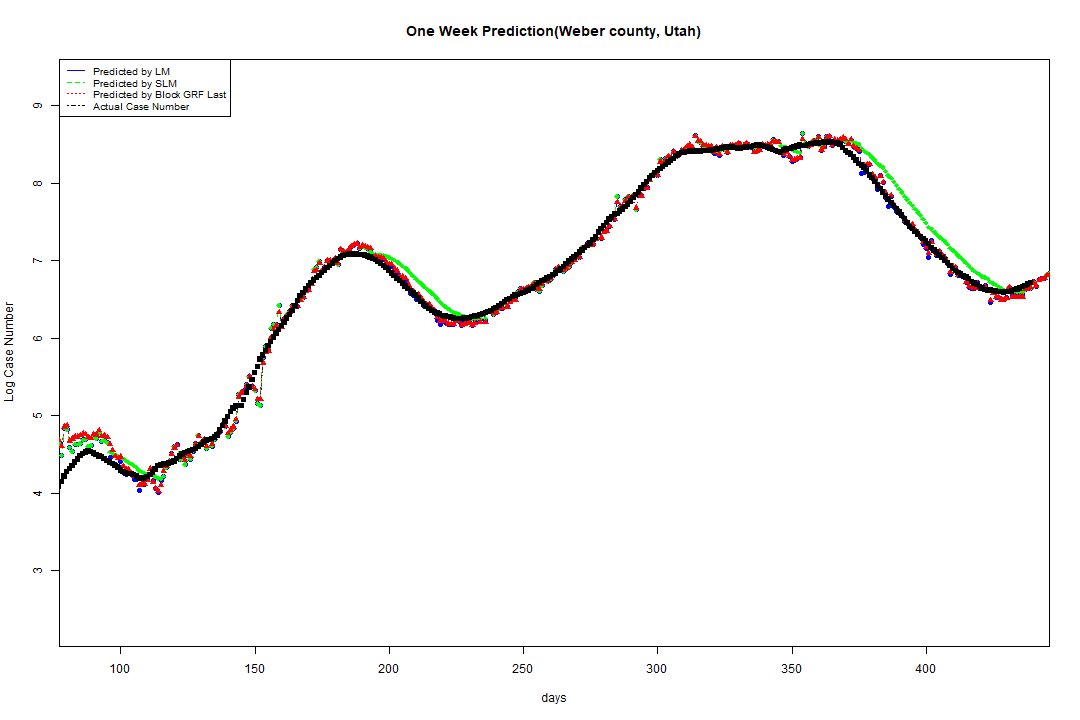 One Week Prediction(Weber county, Utah)
Predicted by LM
Predicted by SLM
Predicted by Block GRF Last
Actual Case Number
9
8
7
6
5
4
3
Log Case Number
100 150 200 250 300 350 400
days